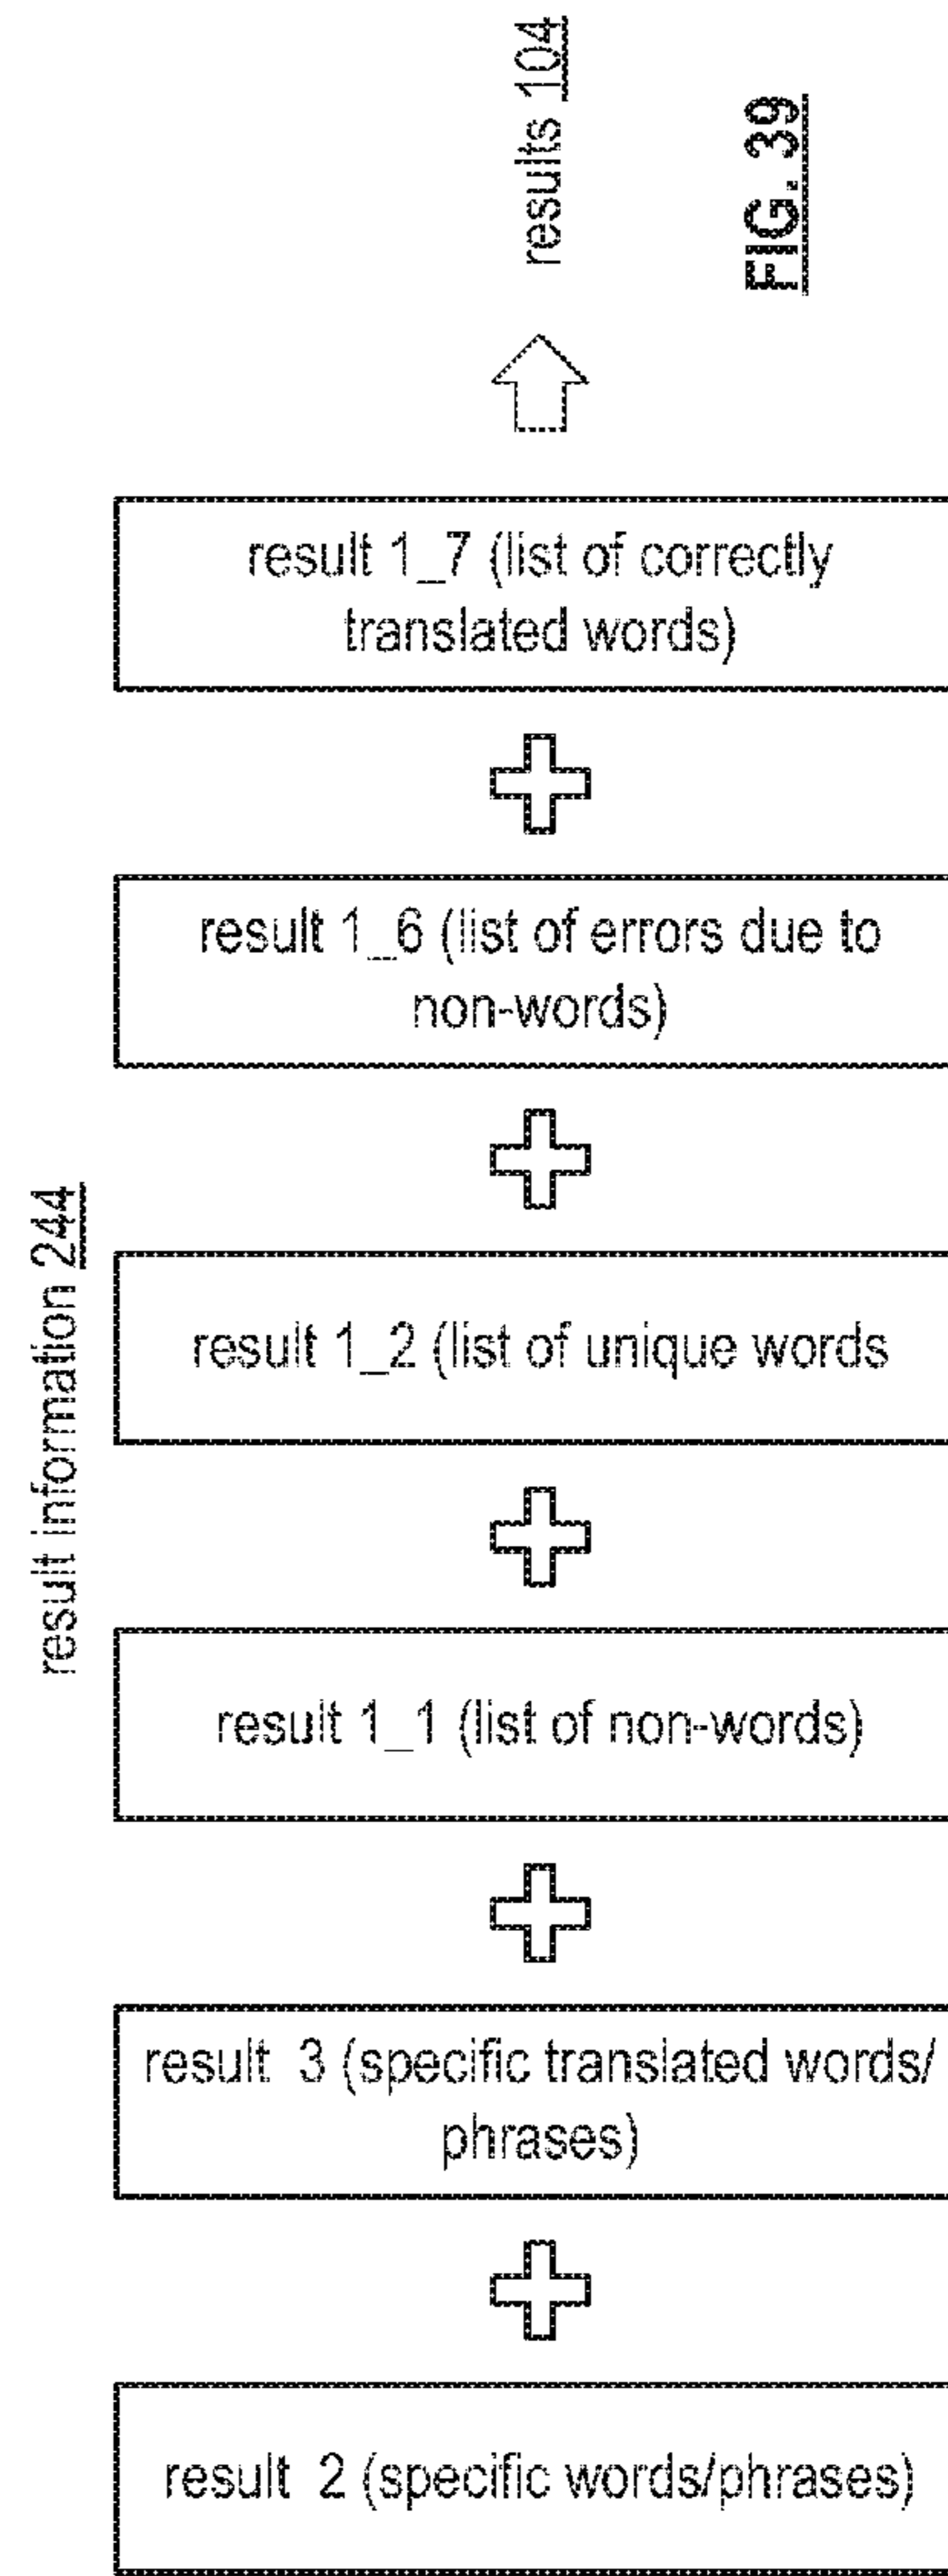 results 104
FIG. 39
result 1_7 (list of correctly
translated words)
result 1_6 (list of errors due to
non-words)
result information 244
result 1_2 (list of unique words
result 1_1 (list of non-words)
result 3 (specific translated words/
phrases)
result 2 (specific words/phrases)